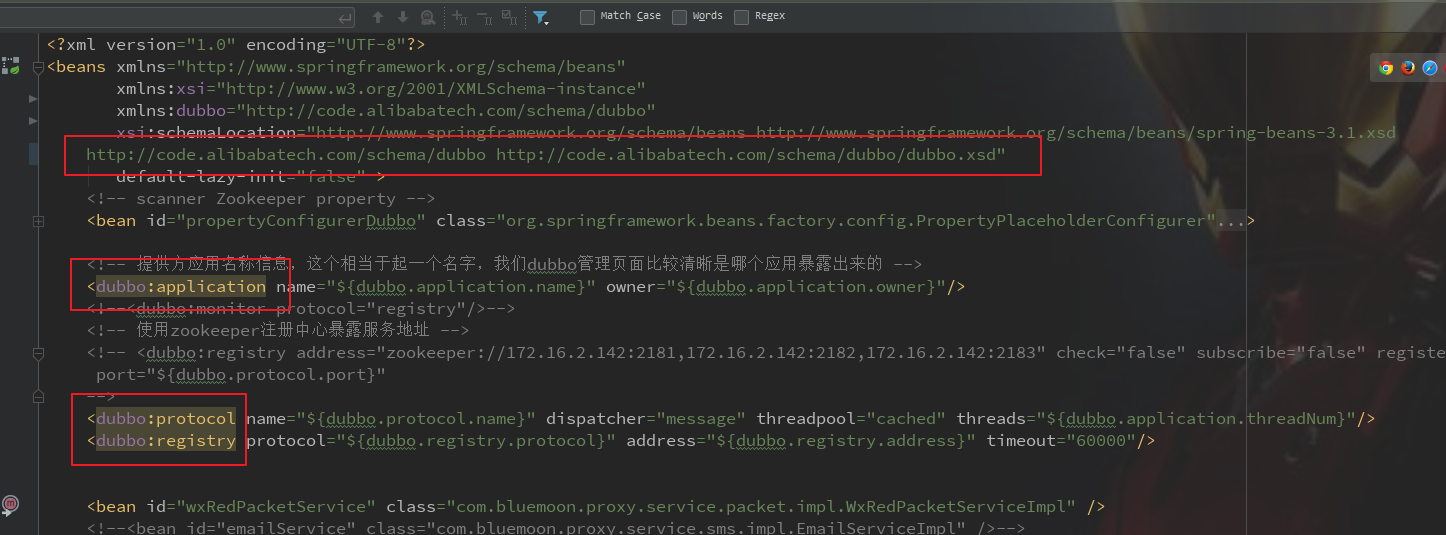 Match Case Words Regex
<?xml version="1.0" encoding="UTF-8"?>
<beans xmlns="http://www.springframework.org/schema/beans"
xmlns:xsi="http://www.w3.org/2001/XMLSchema-instance"
xmlns:dubbo="http://code.alibabatech.com/schema/dubbo"
xsi:schemaLocation="http://www.springframework.org/schema/beans http://www.springframework.org/schema/beans/spring-beans-3.1.xsd
http://code.alibabatech.com/schema/dubbo http://code.alibabatech.com/schema/dubbo/dubbo.xsd"
default-lazy-init="false" >
<!-- scanner Zookeeper property -->
<bean id="propertyConfigurerDubbo" class="org.springframework.beans.factory.config.PropertyPlaceholderConfigurer"...>
<!-- 提供方应用名称信息，这个相当于起一个名字，我们dubbo管理页面比较清晰是哪个应用暴露出来的 -->
<dubbo:application name="${dubbo.application.name}" owner="${dubbo.application.owner}"/>
<!--<dubbo:monitor protocol="registry"/>-->
<!-- 使用zookeeper注册中心暴露服务地址 -->
<!-- <dubbo:registry address="zookeeper://172.16.2.142:2181,172.16.2.142:2182,172.16.2.142:2183" check="false" subscribe="false" registe
port="${dubbo.protocol.port}"
-->
<dubbo:protocol name="${dubbo.protocol.name}" dispatcher="message" threadpool="cached" threads="${dubbo.application.threadNum}"/>
<dubbo:registry protocol="${dubbo.registry.protocol}" address="${dubbo.registry.address}" timeout="60000"/>
<bean id="wxRedPacketService" class="com.bluemoon.proxy.service.packet.impl.WxRedPacketServiceImpl" />
<!--<bean id="emailService" class="com.bluemoon.proxy.service.sms.impl.EmailServiceImpl" />-->